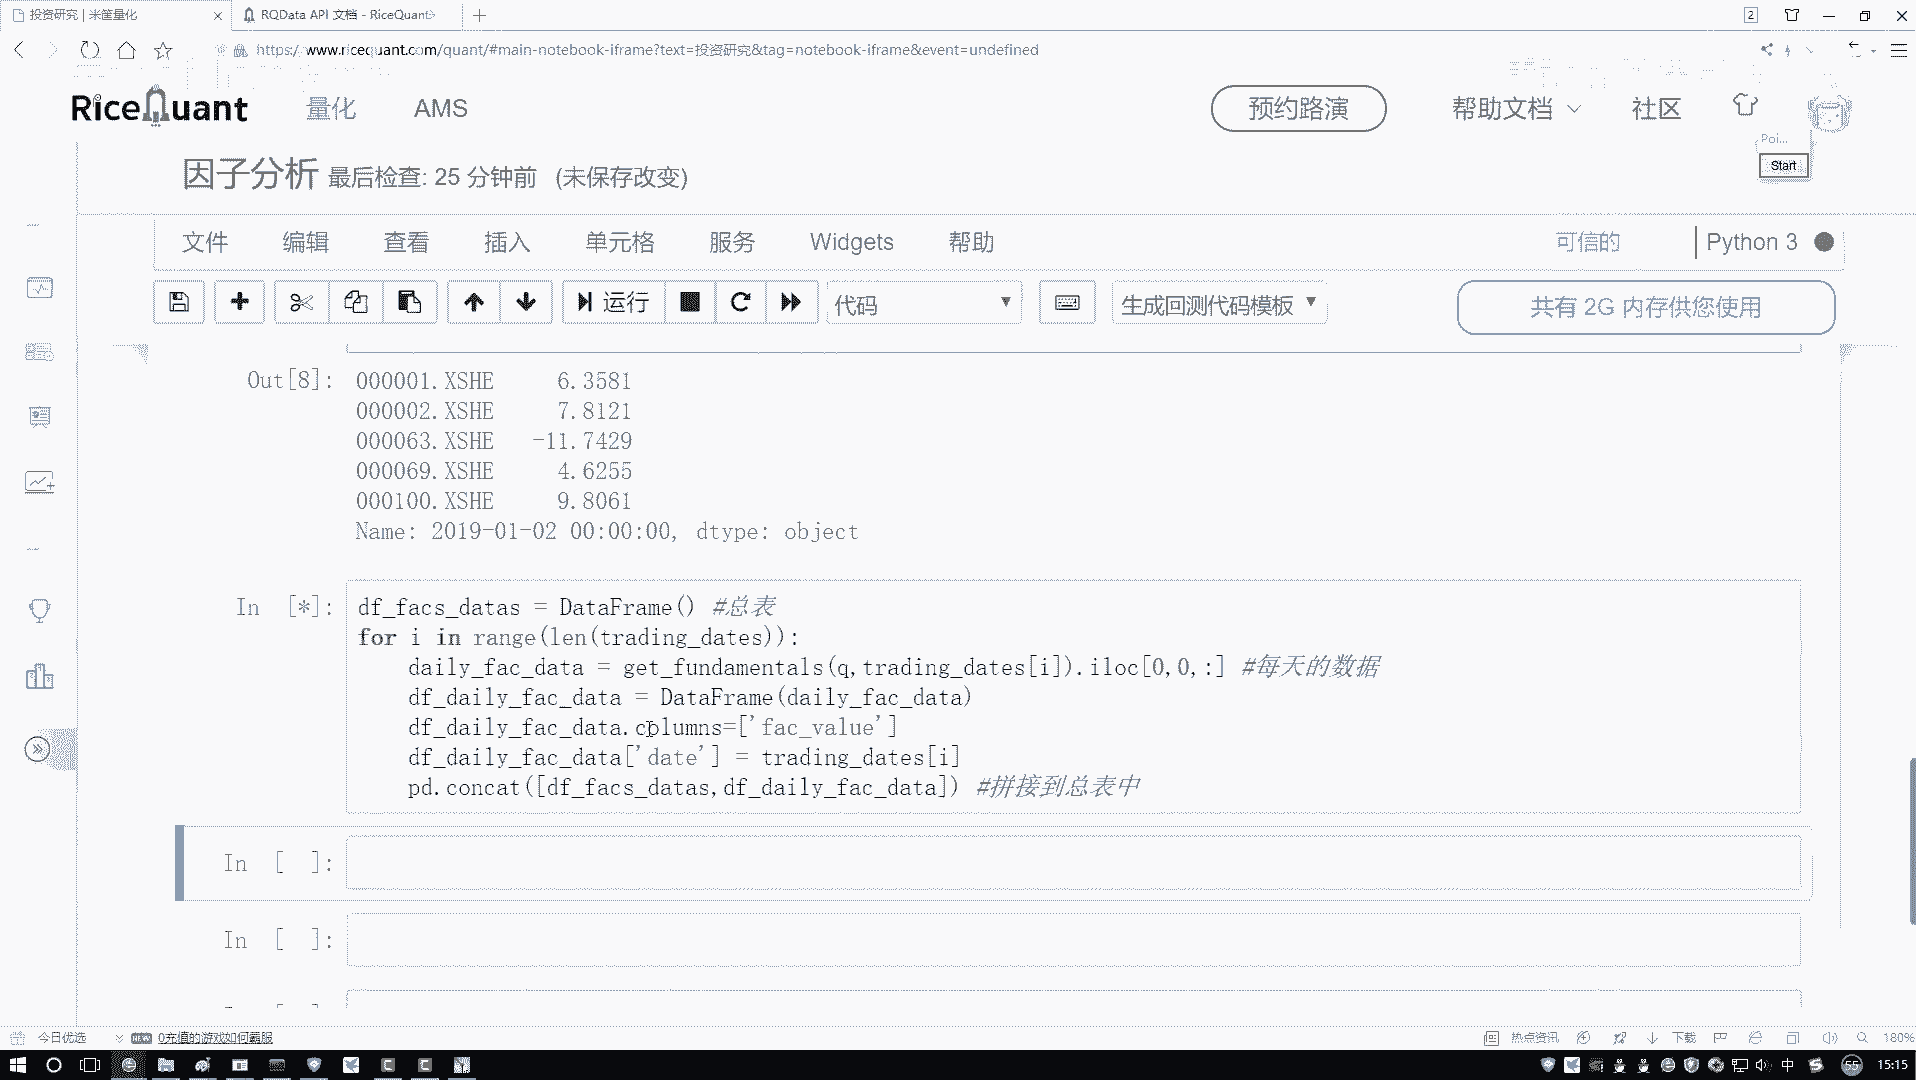 投资研究 | 米筐量化
RQData API 文档 - RiceQuant
2
https:/ www.ricequant.com/quant/#main-notebook-iframe?text=投资研究&tag=notebook-iframe&event=undefined
RiceQuant
量化
AMS
预约路演
帮助文档
社区
Poi...
Start
因子分析 最后检查: 25 分钟前 (未保存改变)
文件 编辑 查看 插入 单元格 服务 Widgets 帮助
可信的
Python 3
运行
代码
生成回测代码模板
共有 2G 内存供您使用
Out[8]:
000001.XSHE 6.3581
000002.XSHE 7.8121
000063.XSHE -11.7429
000069.XSHE 4.6255
000100.XSHE 9.8061
Name: 2019-01-02 00:00:00, dtype: object
In [*]:
df_facs_datas = DataFrame() #总表
for i in range(len(trading_dates)):
daily_fac_data = get_fundamentals(q,trading_dates[i]).iloc[0,0,:] #每天的数据
df_daily_fac_data = DataFrame(daily_fac_data)
df_daily_fac_data.columns=['fac_value']
df_daily_fac_data['date'] = trading_dates[i]
pd.concat([df_facs_datas,df_daily_fac_data]) #拼接到总表中
In [ ]:
In [ ]:
今日优选
NEW
0充值的游戏如何霸服
热点资讯
下载
180%
中
55
15:15